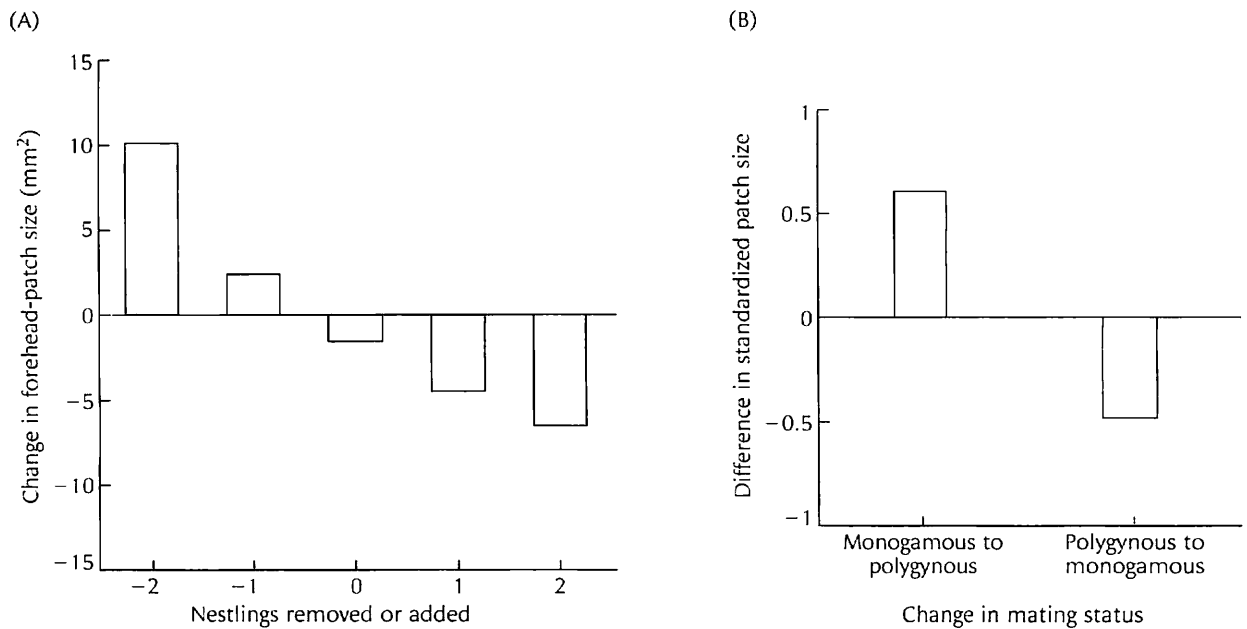 (A)
Change in forehead-patch size (mm²)
15
10
5
0
−5
−10
−15
−2 −1 0 1 2
Nestlings removed or added
(B)
Difference in standardized patch size
1
0.5
0
−0.5
−1
Monogamous to
polygynous
Polygynous to
monogamous
Change in mating status